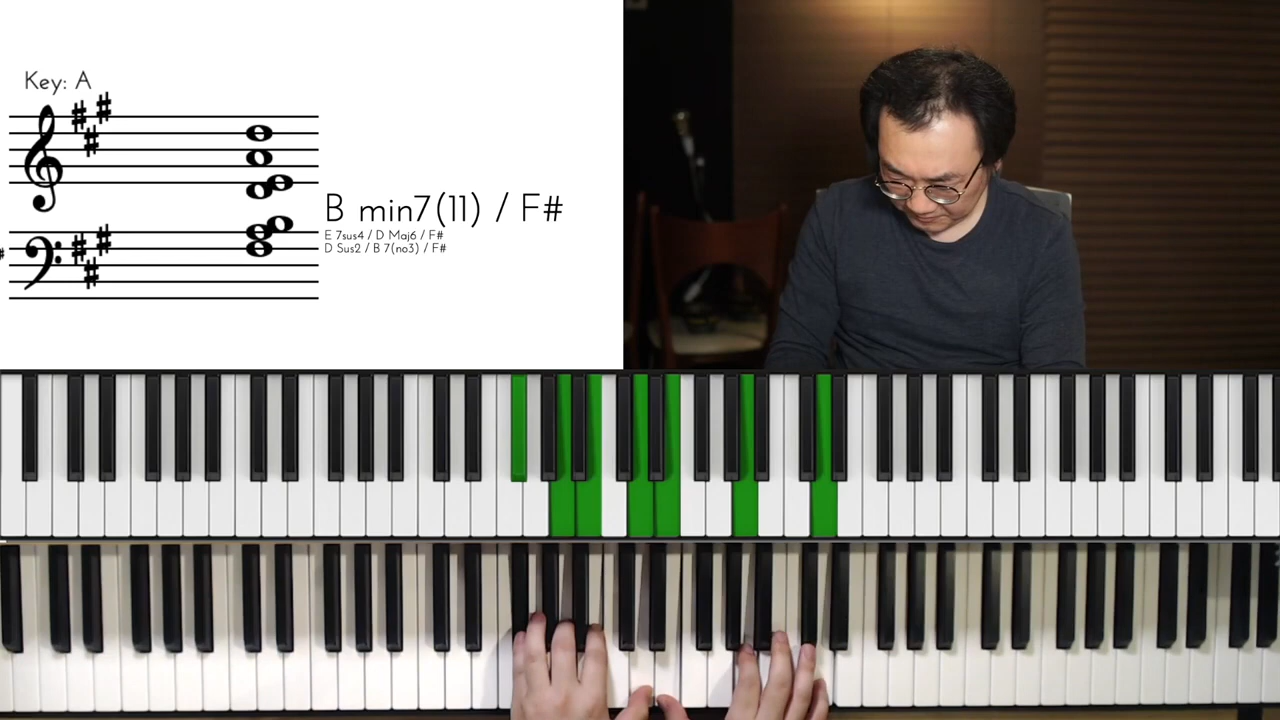 Key: A
B min7(11) / F#
E 7sus4 / D Maj6 / F#
D Sus2 / B 7(no3) / F#